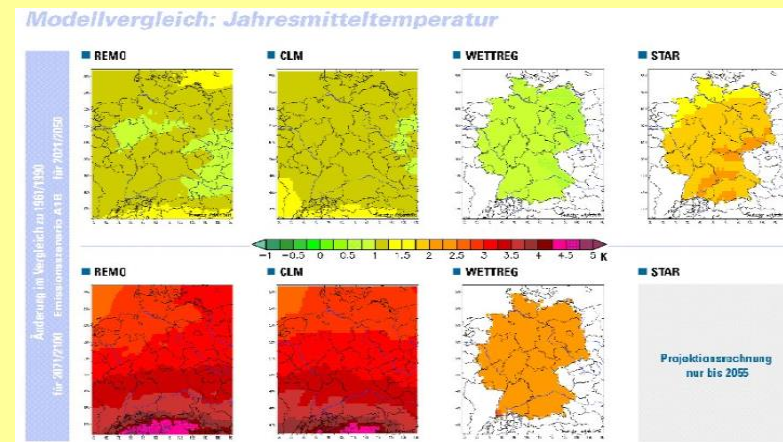 Modellvergleich: Jahresmitteltemperatur
Änderung im Vergleich zu 1961/1990
für 2071/2100 Emissionsszenario A1B für 2021/2050
REMO
CLM
WETTREG
STAR
-1 -0.5 0 0.5 1 1.5 2 2.5 3 3.5 4 4.5 5 K
REMO
CLM
WETTREG
STAR
Projektionsrechnung
nur bis 2055